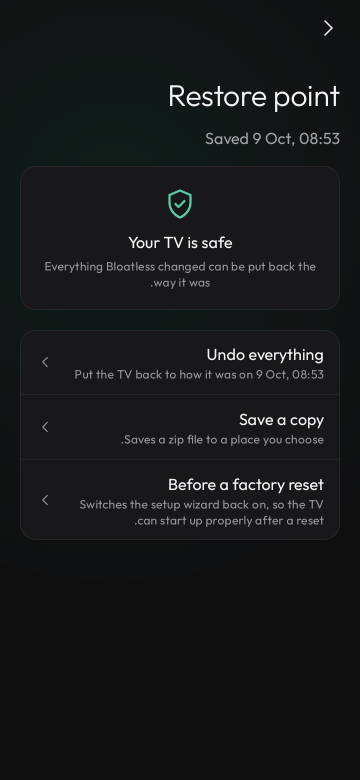 Restore point
Saved 9 Oct, 08:53
Your TV is safe
Everything Bloatless changed can be put back the
.way it was
Undo everything
Put the TV back to how it was on 9 Oct, 08:53
Save a copy
.Saves a zip file to a place you choose
Before a factory reset
Switches the setup wizard back on, so the TV
.can start up properly after a reset